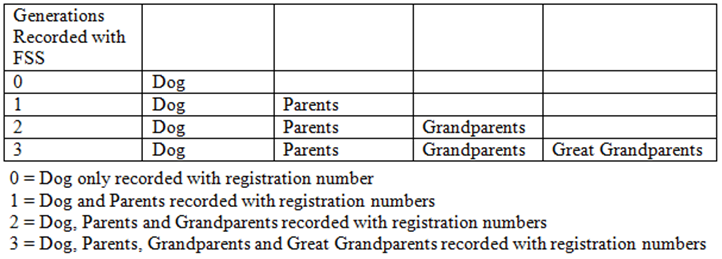 Generations
Recorded with
FSS
0 Dog
1 Dog Parents
2 Dog Parents Grandparents
3 Dog Parents Grandparents Great Grandparents
0 = Dog only recorded with registration number
1 = Dog and Parents recorded with registration numbers
2 = Dog, Parents and Grandparents recorded with registration numbers
3 = Dog, Parents, Grandparents and Great Grandparents recorded with registration numbers